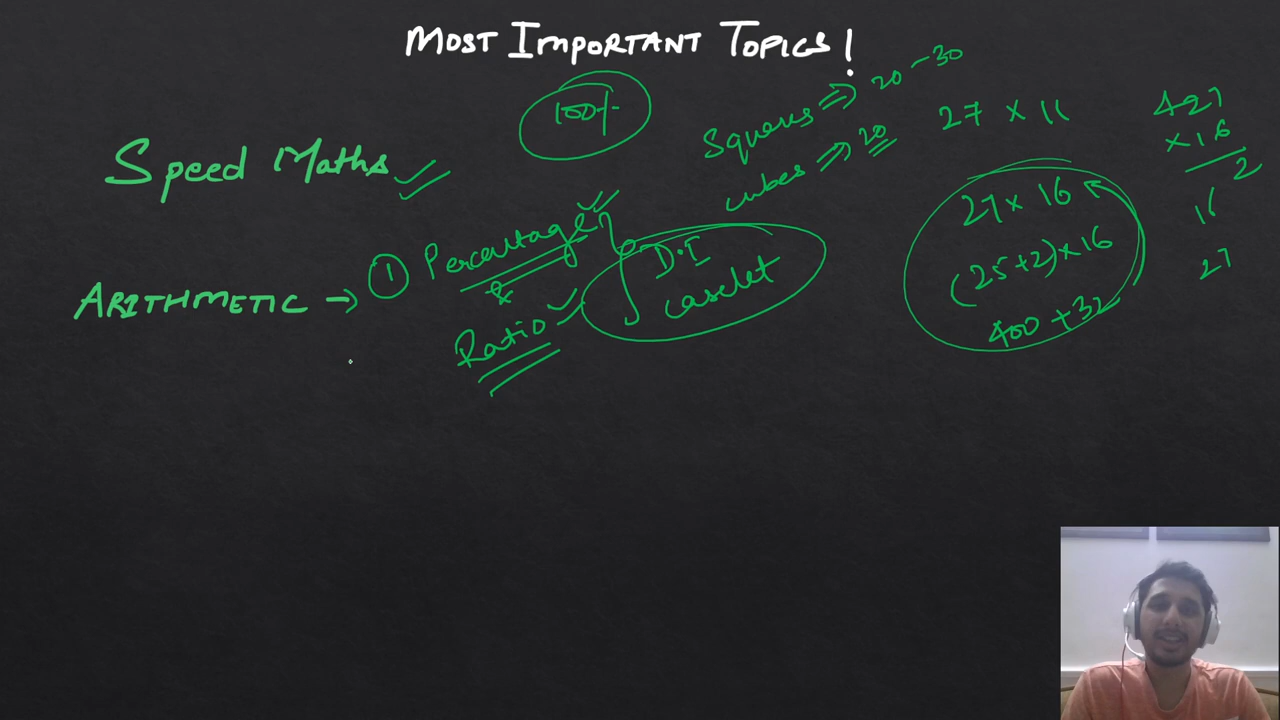 MOST IMPORTANT TOPICS!
Speed Maths
100%
Squares ⇒ 20 - 30
cubes ⇒ 20
27 × 11
27 × 16
(25+2)×16
400 + 32
427
×16
2
16
27
ARITHMETIC → ① Percentage
&
Ratio
D.I
caselet